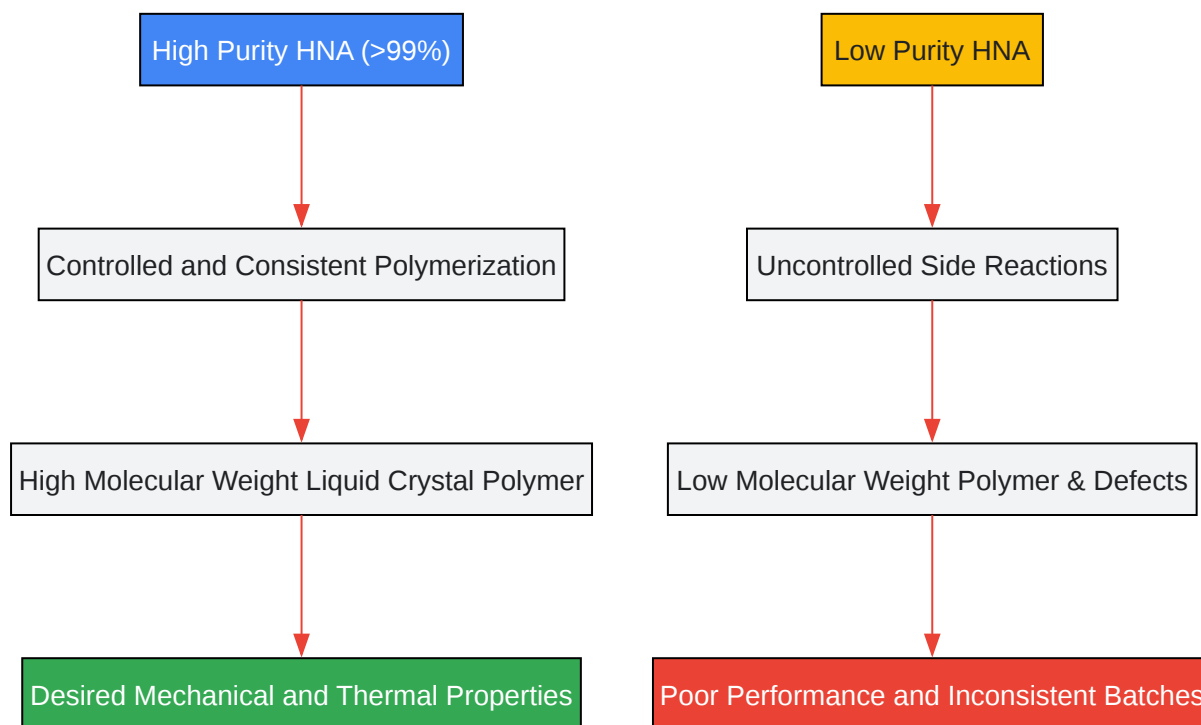 High Purity HNA (>99%)
Low Purity HNA
Controlled and Consistent Polymerization
Uncontrolled Side Reactions
High Molecular Weight Liquid Crystal Polymer
Low Molecular Weight Polymer & Defects
Desired Mechanical and Thermal Properties
Poor Performance and Inconsistent Batches